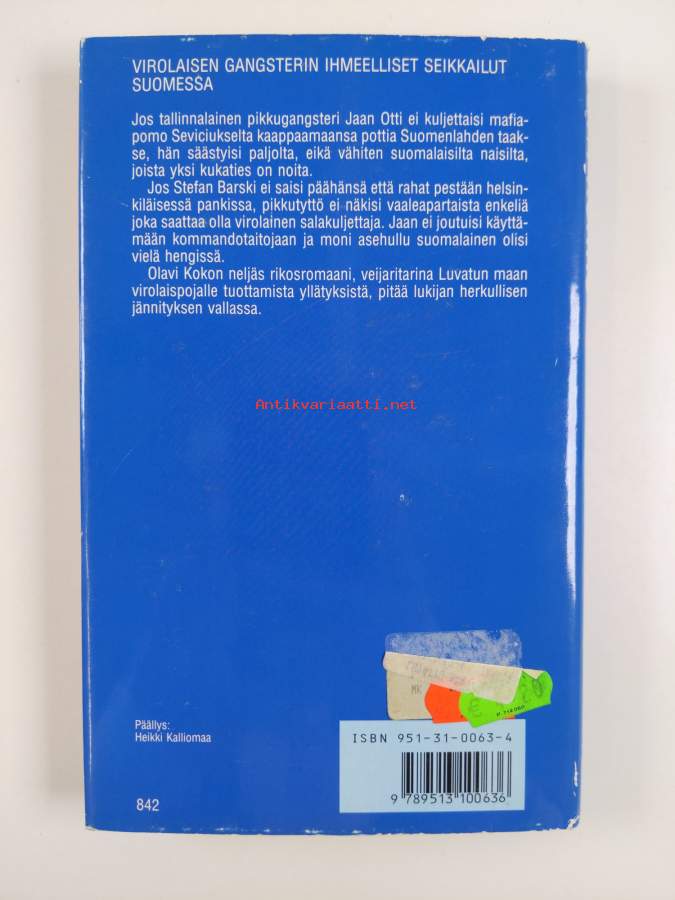 VIROLAISEN GANGSTERIN IHMEELLISET SEIKKAILUT
SUOMESSA
Jos tallinnalainen pikkugangsteri Jaan Otti ei kuljettaisi mafia-
pomo Seviciukselta kaappaamaansa pottia Suomenlahden taak-
se, hän säästyisi paljolta, eikä vähiten suomalaisilta naisilta,
joista yksi kukaties on noita.
Jos Stefan Barski ei saisi päähänsä että rahat pestään helsin-
kiläisessä pankissa, pikkutyttö ei näkisi vaaleapartaista enkeliä
joka saattaa olla virolainen salakuljettaja. Jaan ei joutuisi käyttä-
mään kommandotaitojaan ja moni asehullu suomalainen olisi
vielä hengissä.
Olavi Kokon neljäs rikosromaani, veijaritarina Luvatun maan
virolaispojalle tuottamista yllätyksistä, pitää lukijan herkullisen
jännityksen vallassa.
Antikvariaatti.net
MK
€
Päällys:
Heikki Kalliomaa
ISBN 951-31-0063-4
9 789513 100636
842